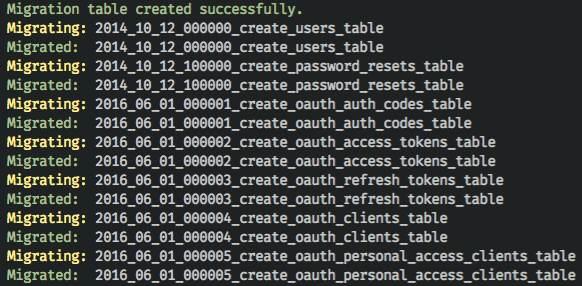 Migration table created successfully.
Migrating: 2014_10_12_000000_create_users_table
Migrated:  2014_10_12_000000_create_users_table
Migrating: 2014_10_12_100000_create_password_resets_table
Migrated:  2014_10_12_100000_create_password_resets_table
Migrating: 2016_06_01_000001_create_oauth_auth_codes_table
Migrated:  2016_06_01_000001_create_oauth_auth_codes_table
Migrating: 2016_06_01_000002_create_oauth_access_tokens_table
Migrated:  2016_06_01_000002_create_oauth_access_tokens_table
Migrating: 2016_06_01_000003_create_oauth_refresh_tokens_table
Migrated:  2016_06_01_000003_create_oauth_refresh_tokens_table
Migrating: 2016_06_01_000004_create_oauth_clients_table
Migrated:  2016_06_01_000004_create_oauth_clients_table
Migrating: 2016_06_01_000005_create_oauth_personal_access_clients_table
Migrated:  2016_06_01_000005_create_oauth_personal_access_clients_table